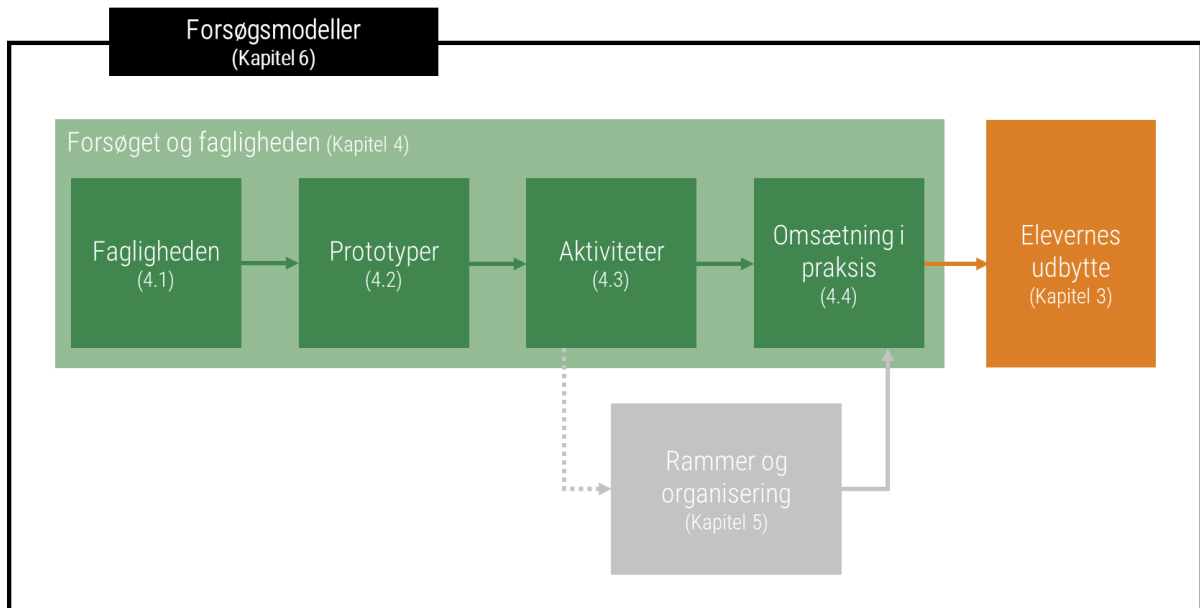 Forsøgsmodeller
(Kapitel 6)
Forsøget og fagligheden (Kapitel 4)
Fagligheden
(4.1)
Prototyper
(4.2)
Aktiviteter
(4.3)
Omsætning i
praksis
(4.4)
Elevernes
udbytte
(Kapitel 3)
Rammer og
organisering
(Kapitel 5)